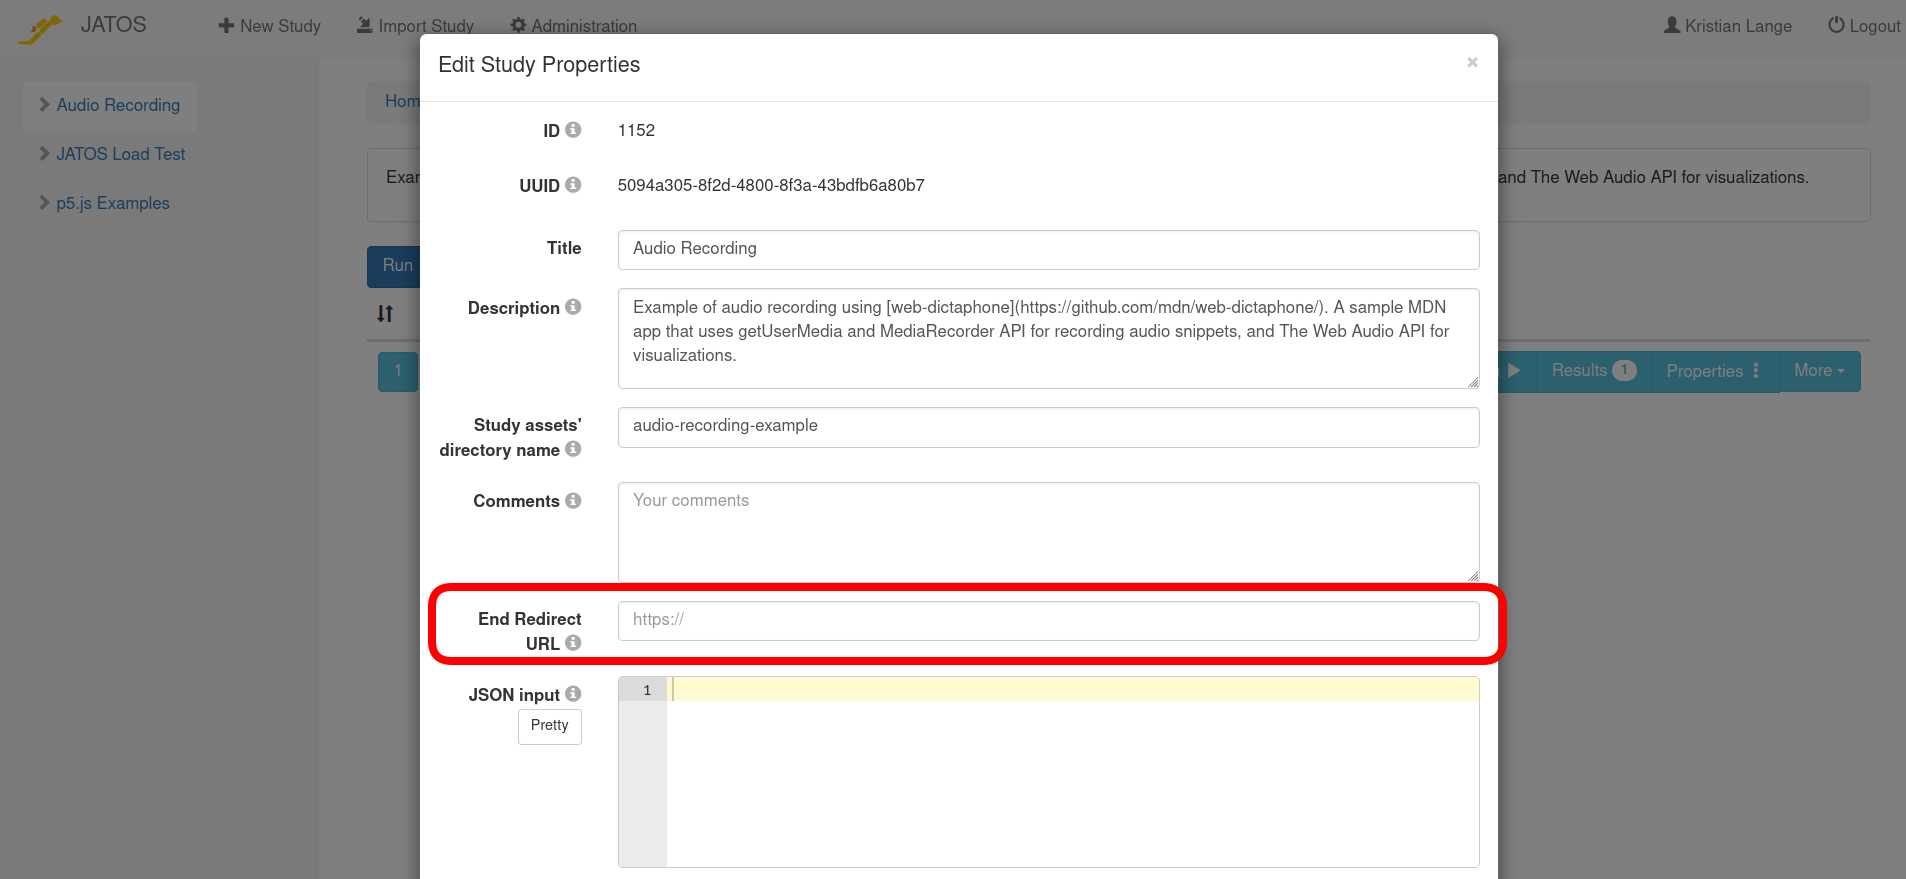 JATOS
New Study
Import Study
Administration
Kristian Lange
Logout
Audio Recording
JATOS Load Test
p5.js Examples
Edit Study Properties
×
ID
1152
UUID
5094a305-8f2d-4800-8f3a-43bdfb6a80b7
Title
Audio Recording
Description
Example of audio recording using [web-dictaphone](https://github.com/mdn/web-dictaphone/). A sample MDN
app that uses getUserMedia and MediaRecorder API for recording audio snippets, and The Web Audio API for
visualizations.
Study assets'
directory name
audio-recording-example
Comments
Your comments
End Redirect
URL
https://
JSON input
Pretty
1
Hom
Exar
and The Web Audio API for visualizations.
Run
1
Results 1
Properties
More